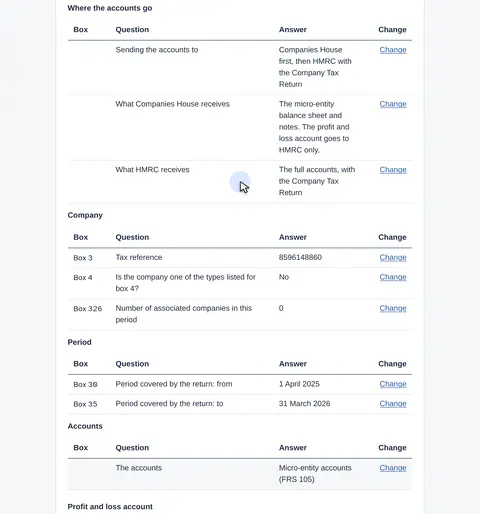 Where the accounts go
Box Question Answer Change
Sending the accounts to Companies House Change
first, then HMRC with
the Company Tax
Return
What Companies House receives The micro-entity Change
balance sheet and
notes. The profit and
loss account goes to
HMRC only.
What HMRC receives The full accounts, with Change
the Company Tax
Return
Company
Box Question Answer Change
Box 3 Tax reference 8596148860 Change
Box 4 Is the company one of the types listed for No Change
box 4?
Box 326 Number of associated companies in this 0 Change
period
Period
Box Question Answer Change
Box 30 Period covered by the return: from 1 April 2025 Change
Box 35 Period covered by the return: to 31 March 2026 Change
Accounts
Box Question Answer Change
The accounts Micro-entity accounts Change
(FRS 105)
Profit and loss account